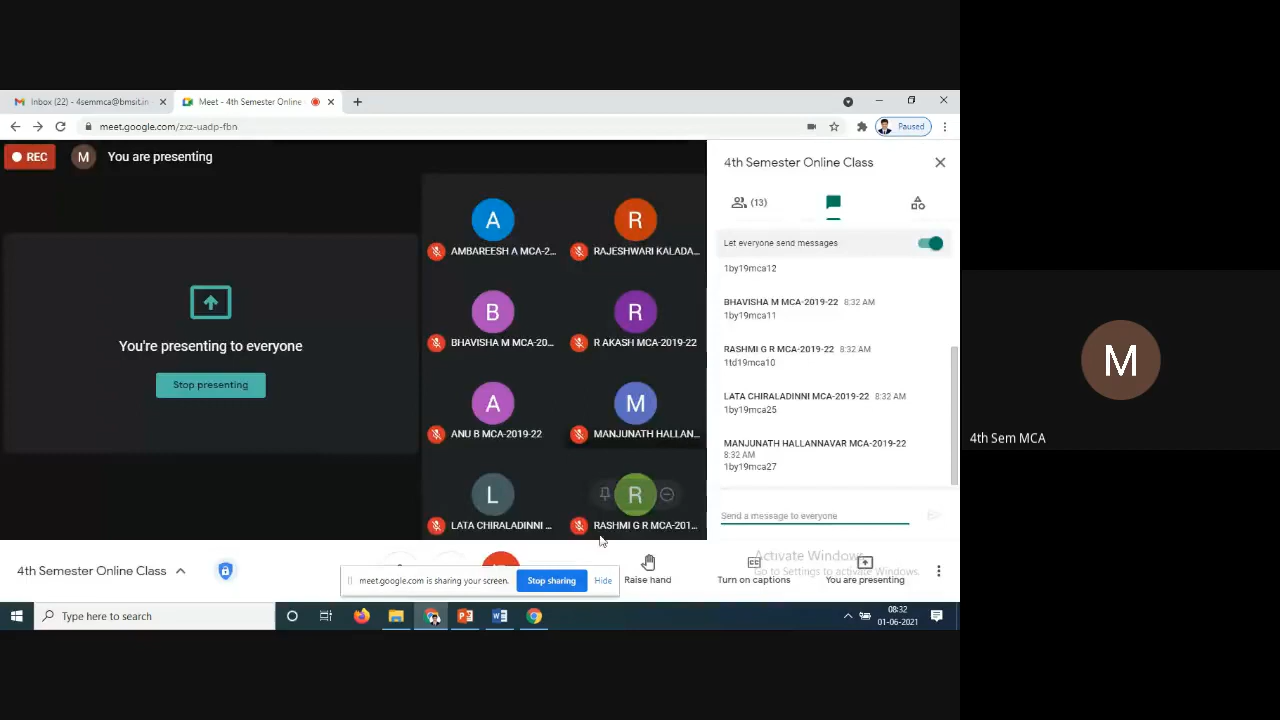 Inbox (22) - 4semmca@bmsit.in
Meet - 4th Semester Online
meet.google.com/zxz-uadp-fbn
Paused
REC
M
You are presenting
4th Semester Online Class
(13)
Let everyone send messages
1by19mca12
BHAVISHA M MCA-2019-22 8:32 AM
1by19mca11
RASHMI G R MCA-2019-22 8:32 AM
1td19mca10
LATA CHIRALADINNI MCA-2019-22 8:32 AM
1by19mca25
MANJUNATH HALLANNAVAR MCA-2019-22
8:32 AM
1by19mca27
Send a message to everyone
You're presenting to everyone
Stop presenting
A
AMBAREESH A MCA-2...
R
RAJESHWARI KALADA...
B
BHAVISHA M MCA-20...
R
R AKASH MCA-2019-22
A
ANU B MCA-2019-22
M
MANJUNATH HALLAN...
L
LATA CHIRALADINNI ...
R
RASHMI G R MCA-201...
M
4th Sem MCA
4th Semester Online Class
meet.google.com is sharing your screen.
Stop sharing
Hide
Raise hand
Turn on captions
You are presenting
Activate Windows
Go to Settings to activate Windows.
Type here to search
08:32
01-06-2021